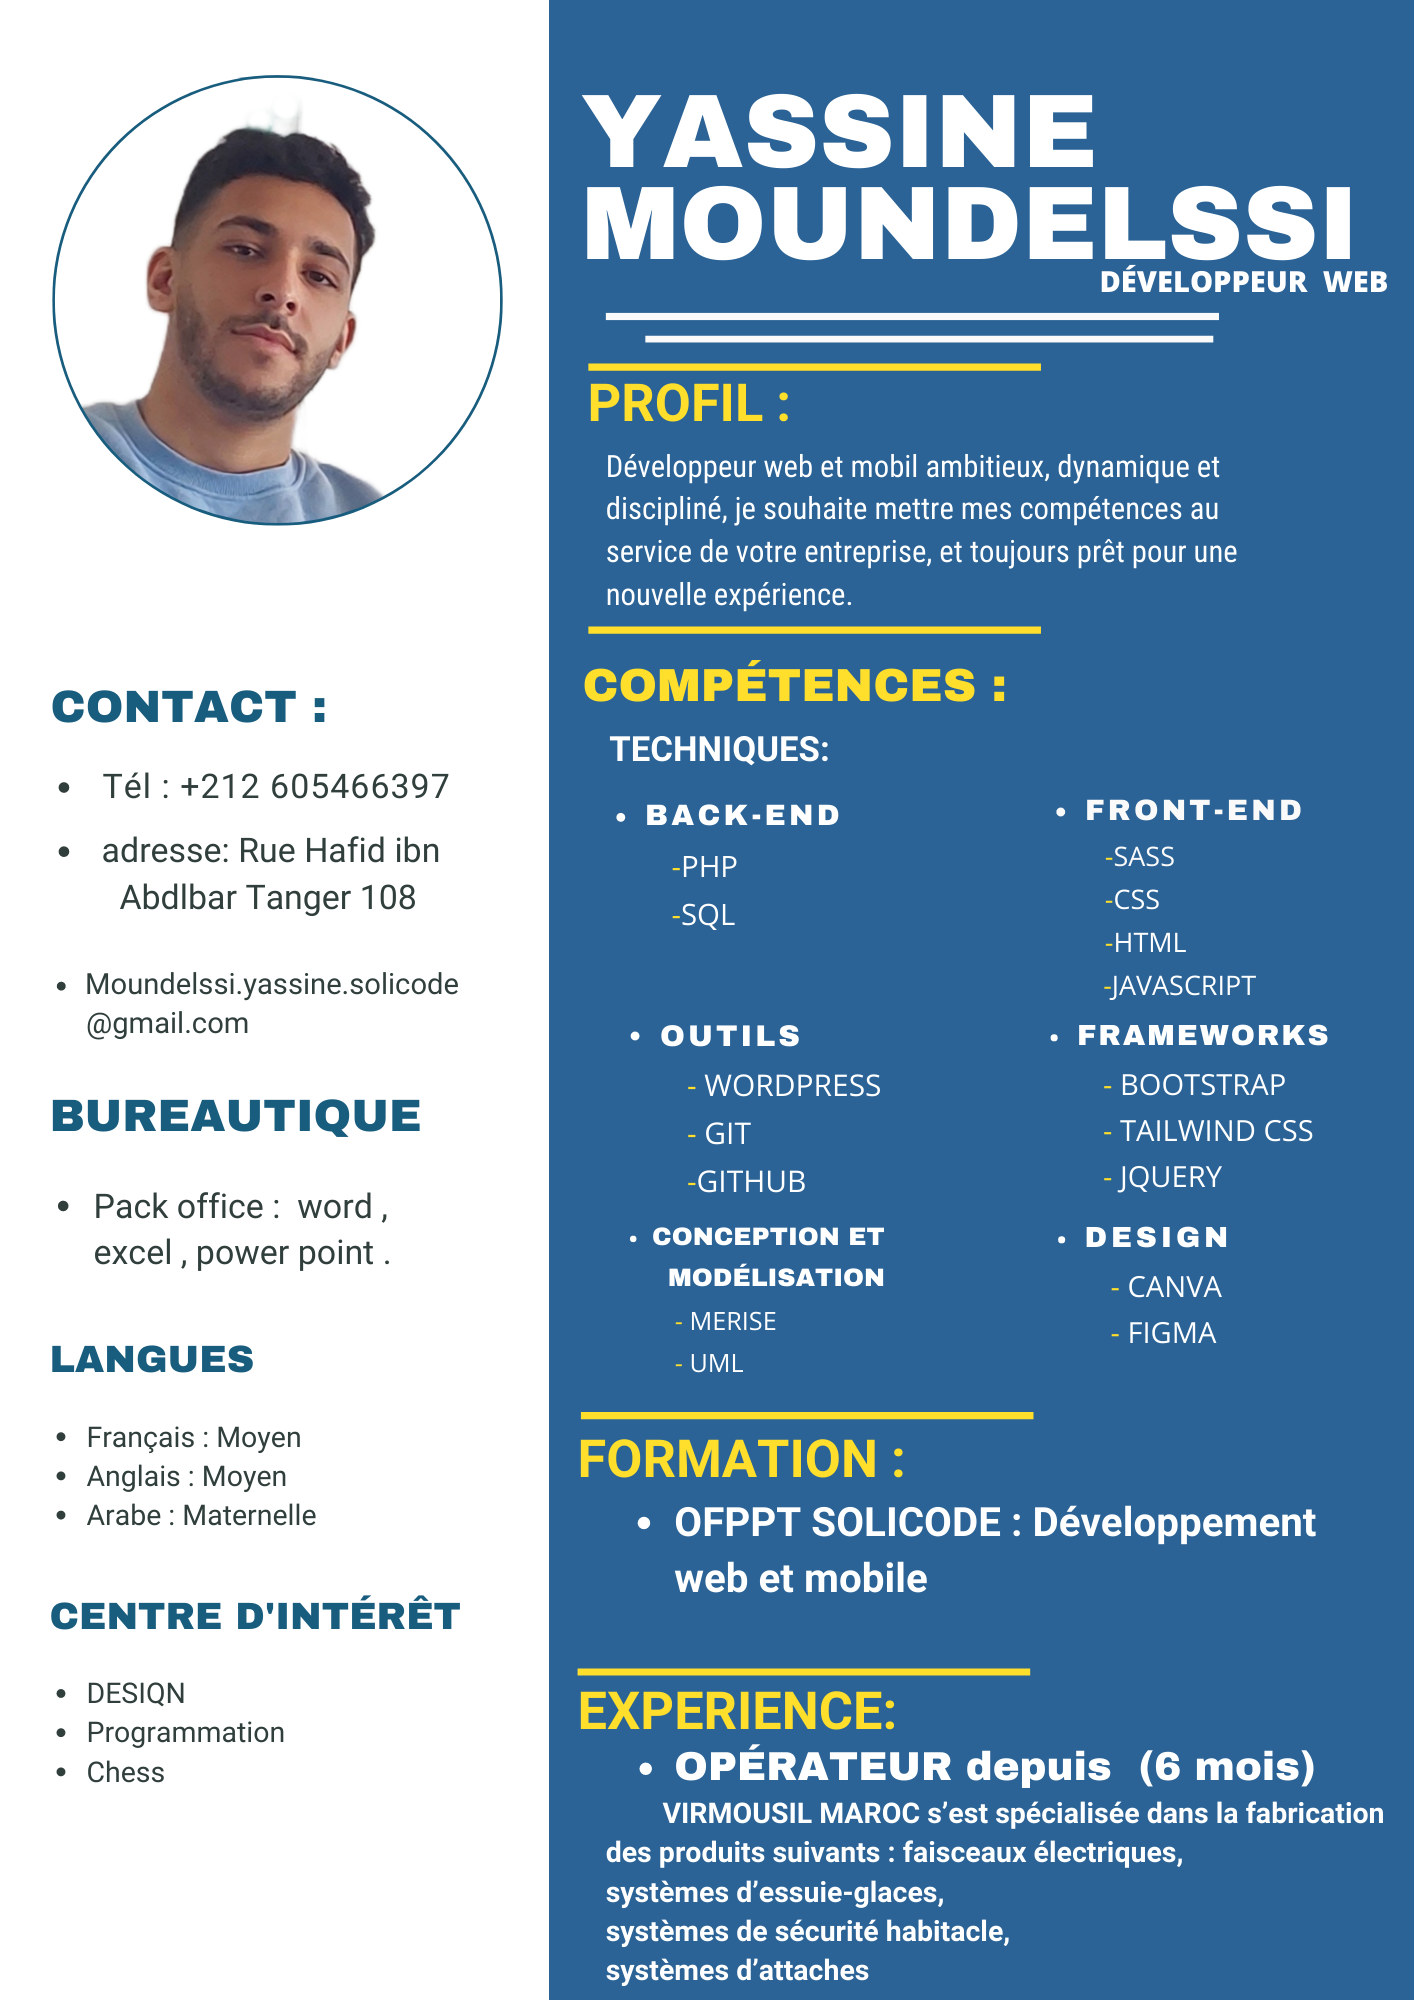 YASSINE
MOUNDELSSI
DÉVELOPPEUR WEB
PROFIL :
Développeur web et mobil ambitieux, dynamique et
discipliné, je souhaite mettre mes compétences au
service de votre entreprise, et toujours prêt pour une
nouvelle expérience.
COMPÉTENCES :
TECHNIQUES:
• BACK-END
-PHP
-SQL
• FRONT-END
-SASS
-CSS
-HTML
-JAVASCRIPT
• OUTILS
- WORDPRESS
- GIT
-GITHUB
• FRAMEWORKS
- BOOTSTRAP
- TAILWIND CSS
- JQUERY
• CONCEPTION ET
MODÉLISATION
- MERISE
- UML
• DESIGN
- CANVA
- FIGMA
FORMATION :
• OFPPT SOLICODE : Développement
web et mobile
EXPERIENCE:
• OPÉRATEUR depuis (6 mois)
VIRMOUSIL MAROC s’est spécialisée dans la fabrication
des produits suivants : faisceaux électriques,
systèmes d’essuie-glaces,
systèmes de sécurité habitacle,
systèmes d’attaches
CONTACT :
• Tél : +212 605466397
• adresse: Rue Hafid ibn
Abdlbar Tanger 108
• Moundelssi.yassine.solicode
@gmail.com
BUREAUTIQUE
• Pack office : word ,
excel , power point .
LANGUES
• Français : Moyen
• Anglais : Moyen
• Arabe : Maternelle
CENTRE D'INTÉRÊT
• DESIQN
• Programmation
• Chess